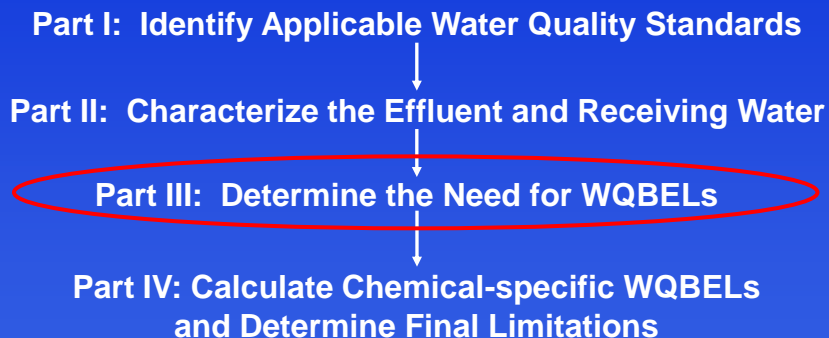 Part I:  Identify Applicable Water Quality Standards
Part II:  Characterize the Effluent and Receiving Water
Part III:  Determine the Need for WQBELs
Part IV: Calculate Chemical-specific WQBELs
and Determine Final Limitations